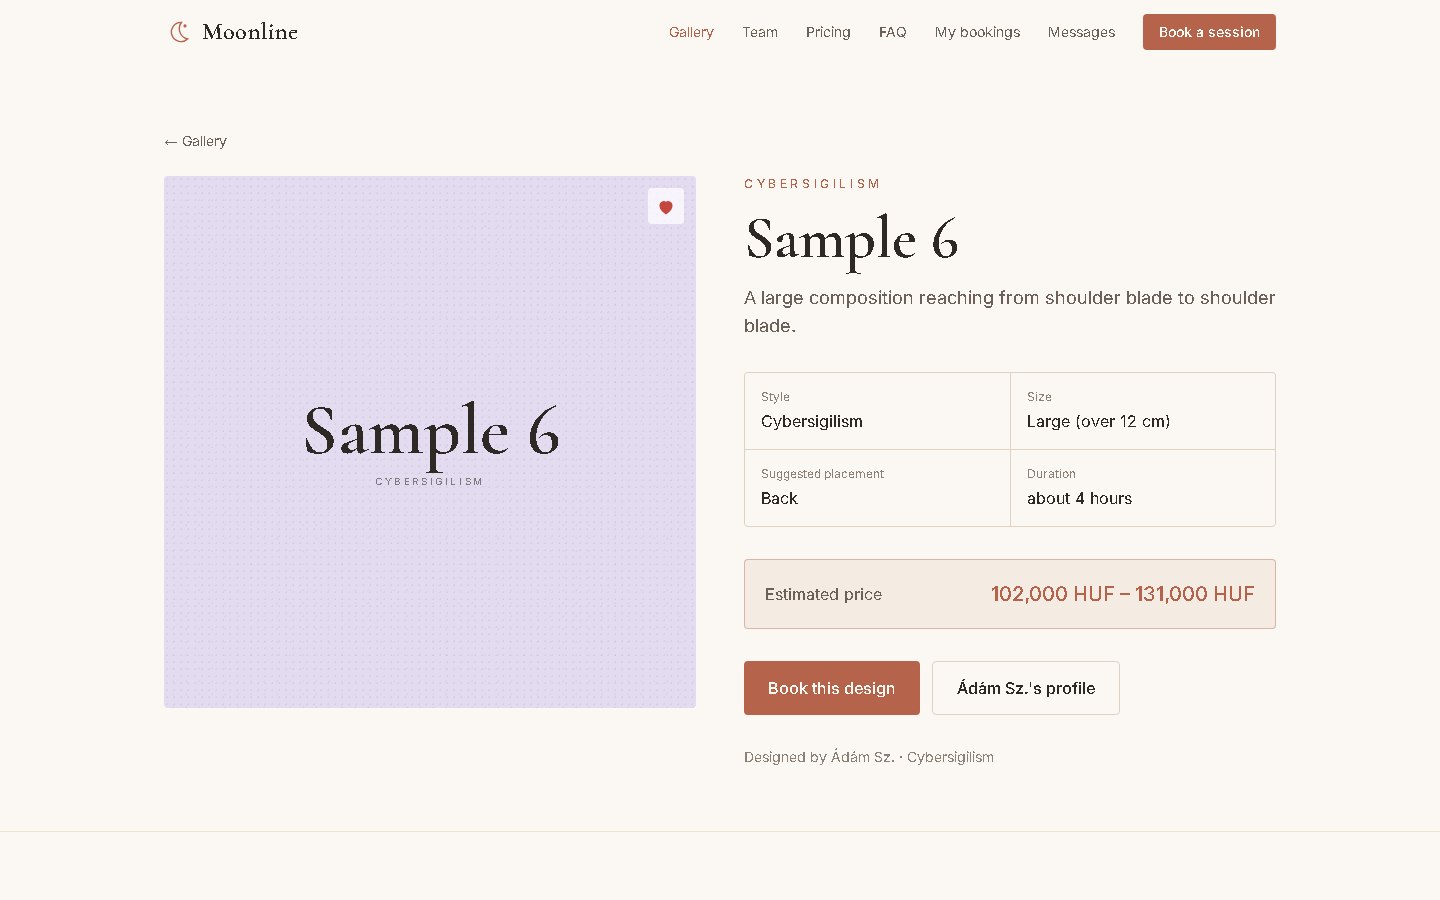 Moonline
Gallery
Team
Pricing
FAQ
My bookings
Messages
Book a session
← Gallery
Sample 6
CYBERSIGILISM
CYBERSIGILISM
Sample 6
A large composition reaching from shoulder blade to shoulder
blade.
Style
Cybersigilism
Size
Large (over 12 cm)
Suggested placement
Back
Duration
about 4 hours
Estimated price
102,000 HUF – 131,000 HUF
Book this design
Ádám Sz.'s profile
Designed by Ádám Sz. · Cybersigilism